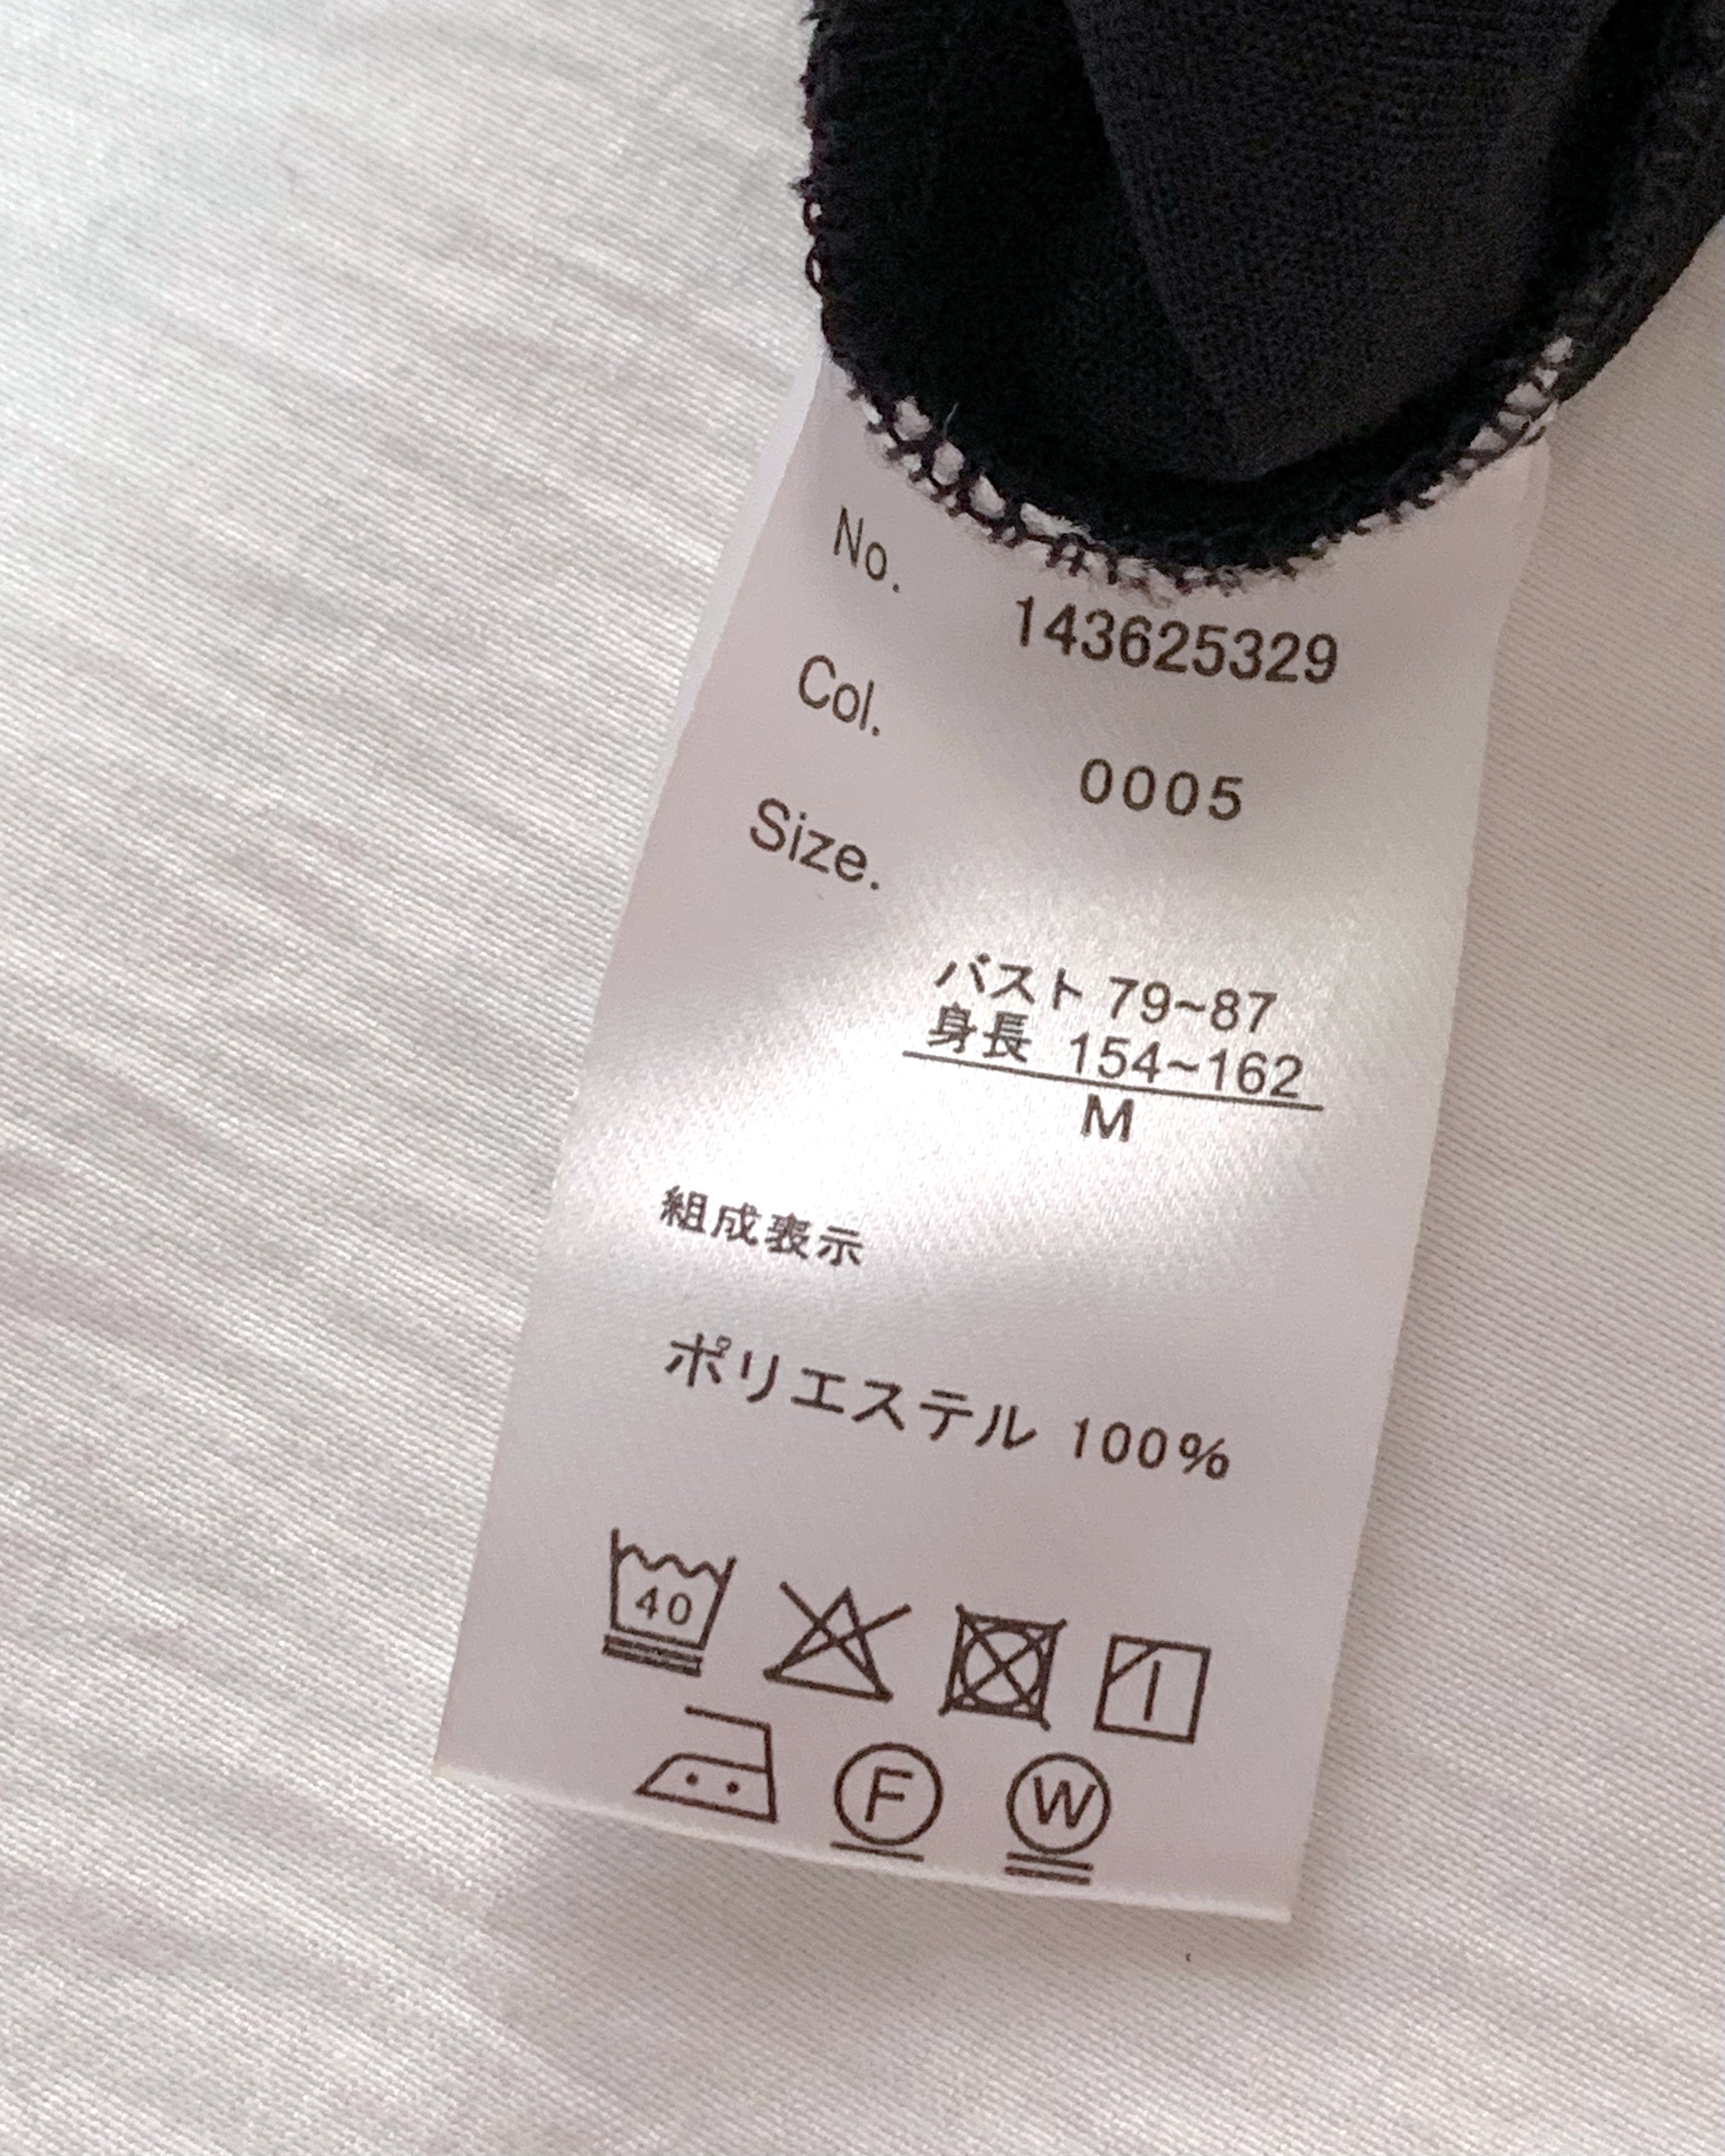 No. 143625329
Col. 0005
Size.
バスト 79~87
身長 154~162
M
組成表示
ポリエステル 100%
40
F W